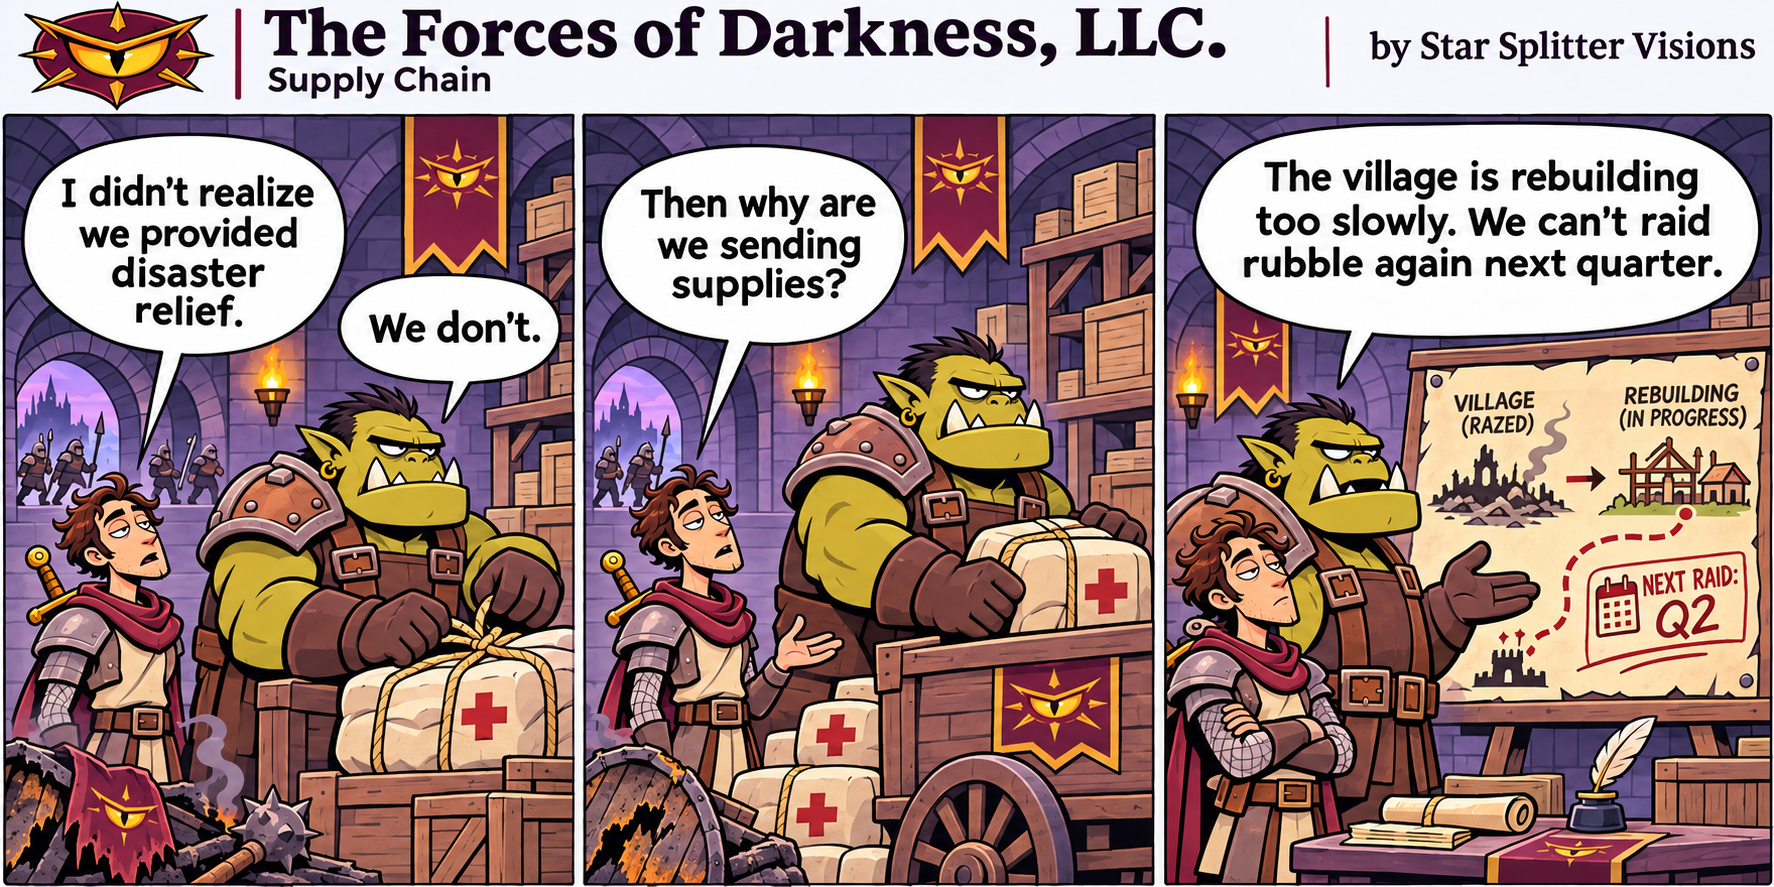 The Forces of Darkness, LLC.
Supply Chain
by Star Splitter Visions
I didn't realize
we provided
disaster
relief.
We don't.
Then why are
we sending
supplies?
The village is rebuilding
too slowly. We can't raid
rubble again next quarter.
VILLAGE
(RAZED)
REBUILDING
(IN PROGRESS)
NEXT RAID:
Q2